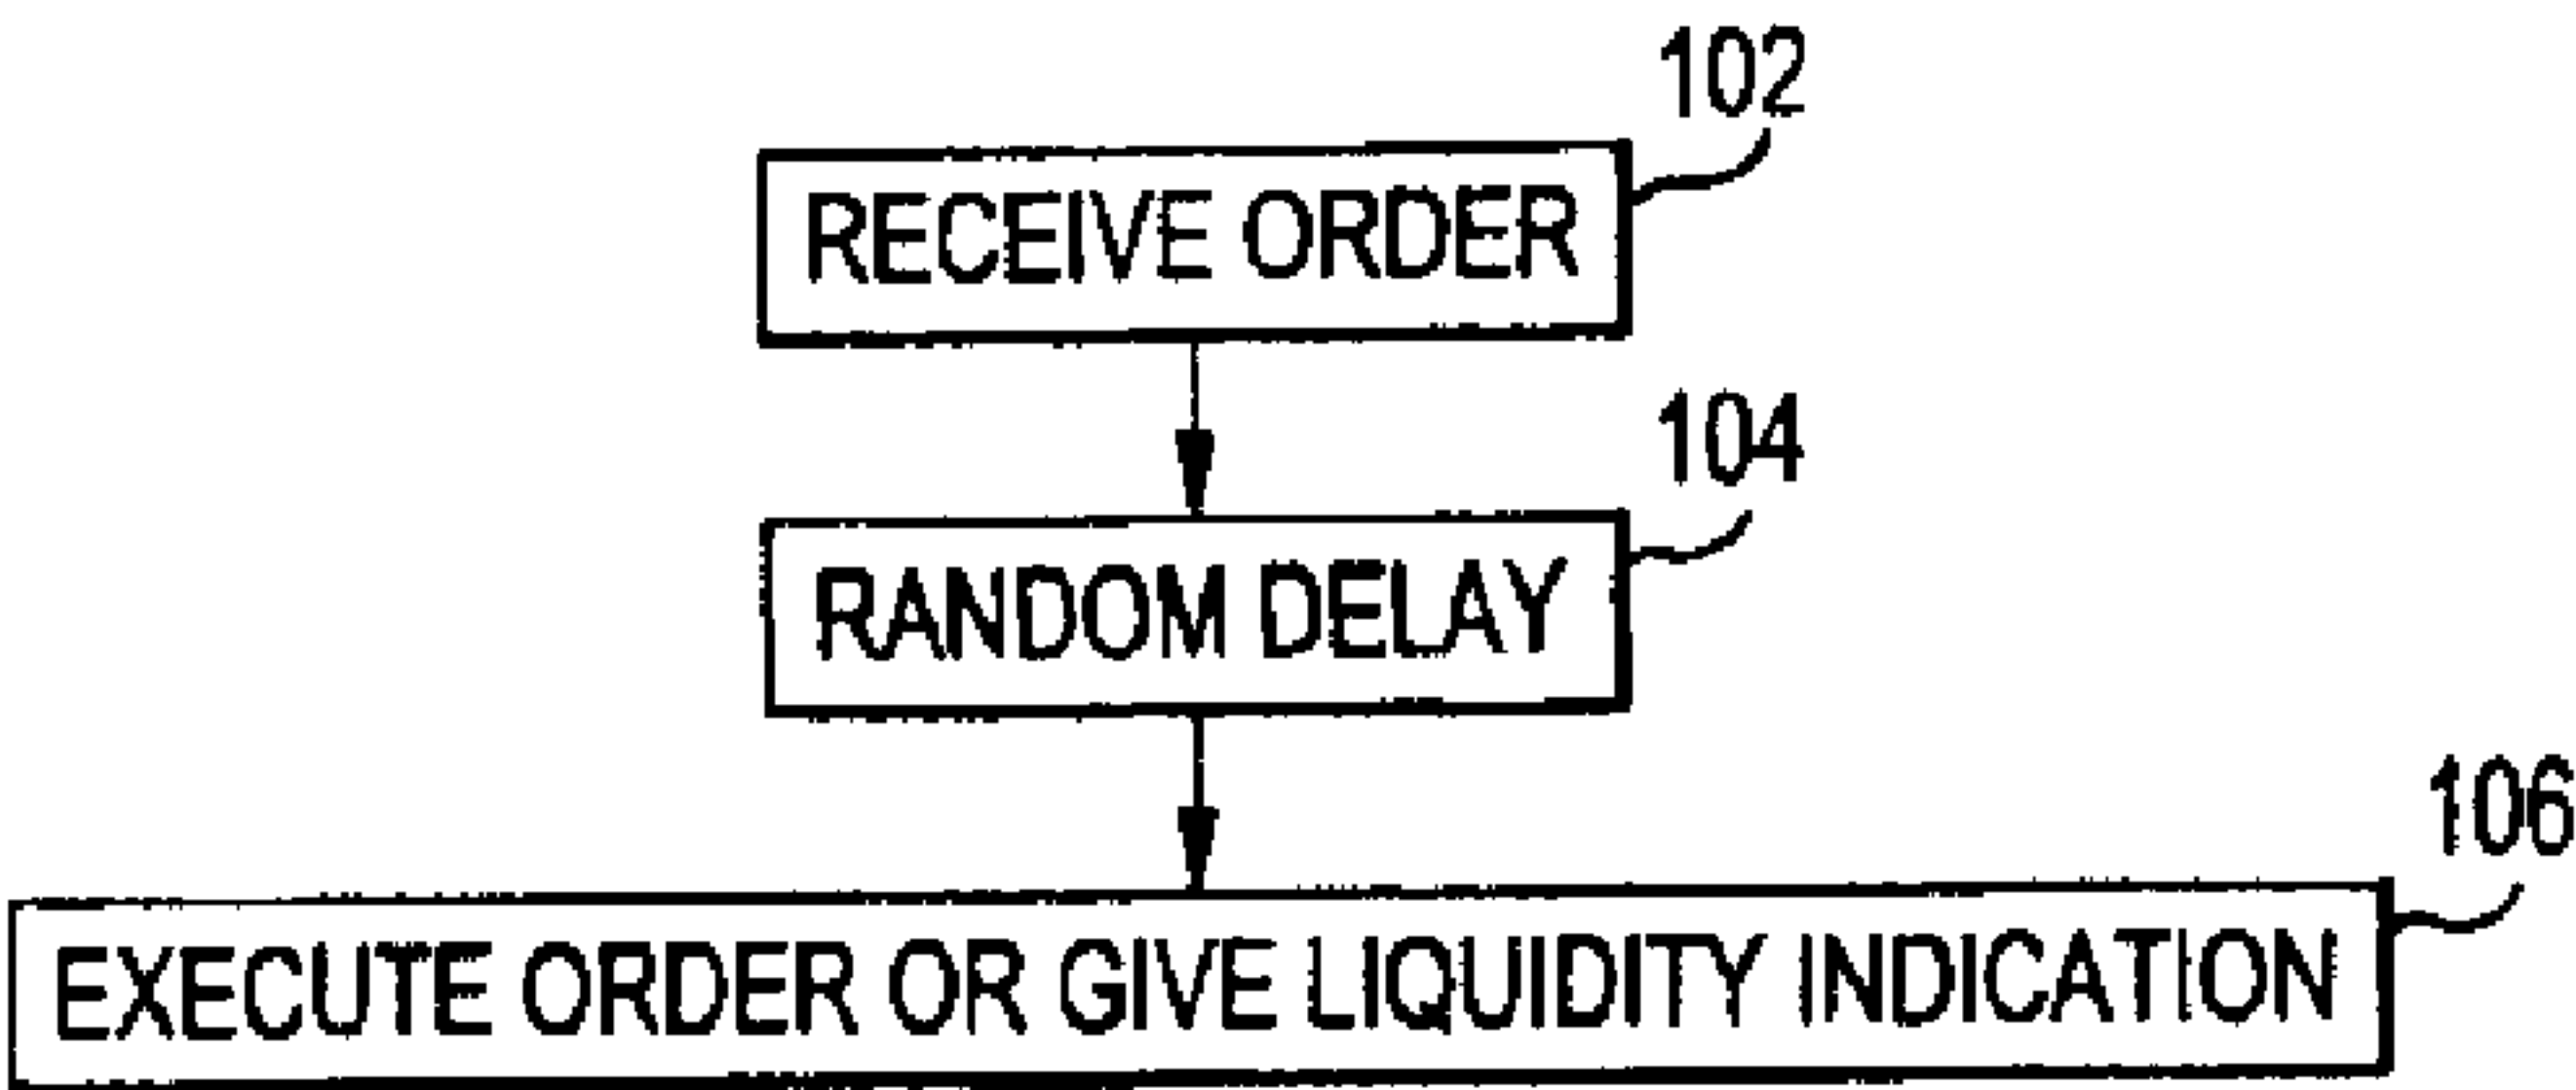 102
RECEIVE ORDER
104
RANDOM DELAY
106
EXECUTE ORDER OR GIVE LIQUIDITY INDICATION